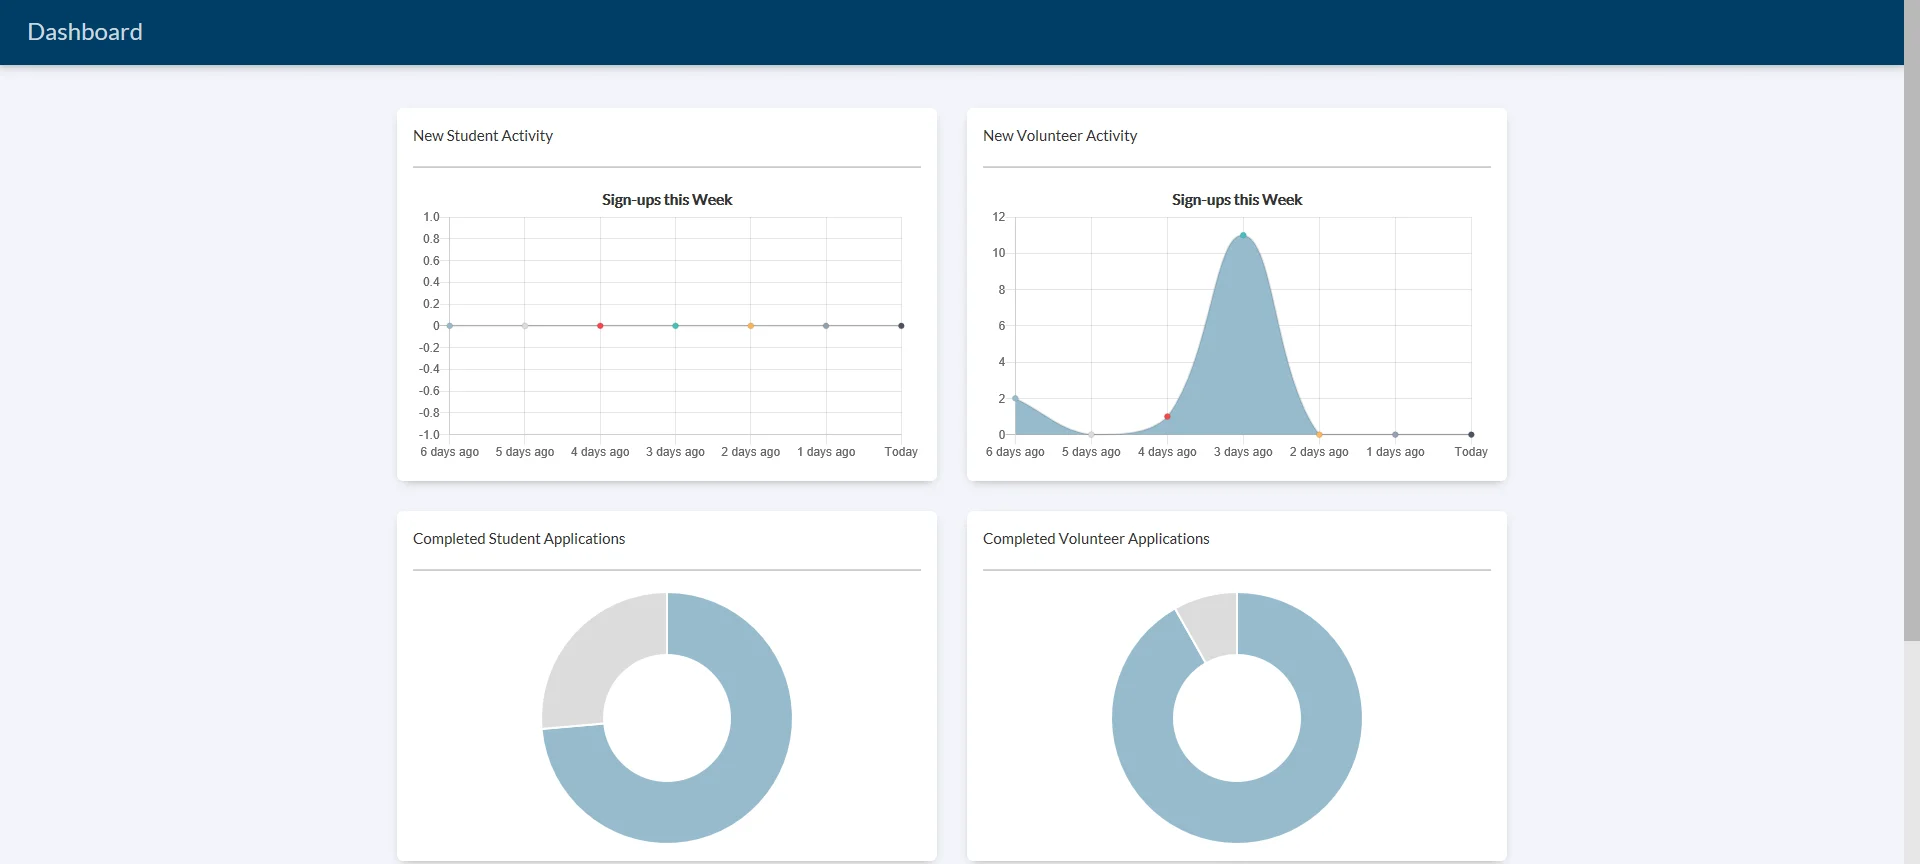 Dashboard
New Student Activity
Sign-ups this Week
1.0
0.8
0.6
0.4
0.2
0
-0.2
-0.4
-0.6
-0.8
-1.0
6 days ago 5 days ago 4 days ago 3 days ago 2 days ago 1 days ago Today
New Volunteer Activity
Sign-ups this Week
12
10
8
6
4
2
0
6 days ago 5 days ago 4 days ago 3 days ago 2 days ago 1 days ago Today
Completed Student Applications
Completed Volunteer Applications